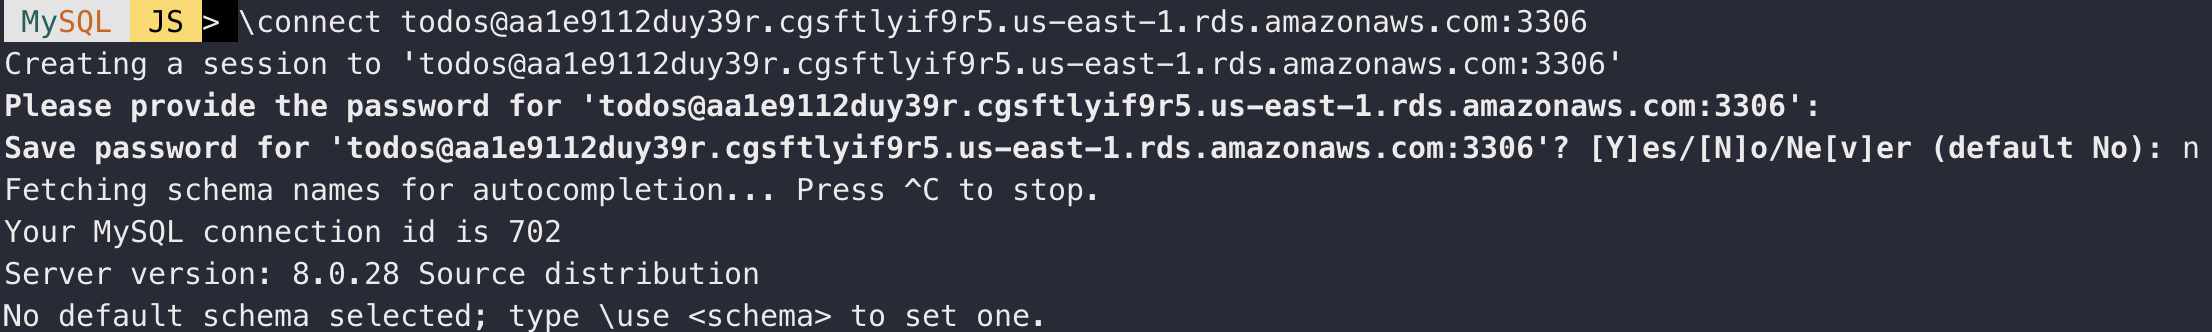 MySQL JS > \connect todos@aa1e9112duy39r.cgsftlyif9r5.us-east-1.rds.amazonaws.com:3306
Creating a session to 'todos@aa1e9112duy39r.cgsftlyif9r5.us-east-1.rds.amazonaws.com:3306'
Please provide the password for 'todos@aa1e9112duy39r.cgsftlyif9r5.us-east-1.rds.amazonaws.com:3306':
Save password for 'todos@aa1e9112duy39r.cgsftlyif9r5.us-east-1.rds.amazonaws.com:3306'? [Y]es/[N]o/Ne[v]er (default No): n
Fetching schema names for autocompletion... Press ^C to stop.
Your MySQL connection id is 702
Server version: 8.0.28 Source distribution
No default schema selected; type \use <schema> to set one.